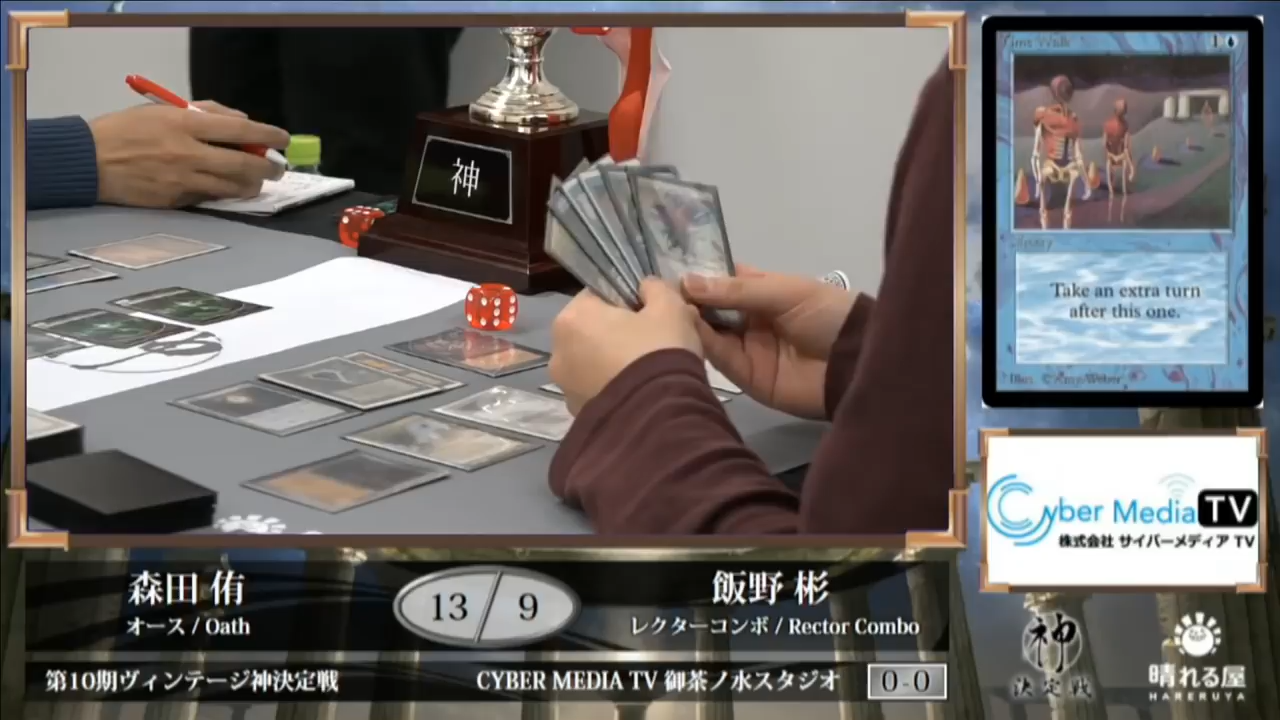 神
Time Walk
1
Take an extra turn
after this one.
Cyber Media TV
株式会社 サイバーメディア TV
森田 侑
オース / Oath
13 / 9
飯野 彬
レクターコンボ / Rector Combo
第10期ヴィンテージ神決定戦
CYBER MEDIA TV 御茶ノ水スタジオ
0-0
神
決定戦
晴れる屋
HARERUYA